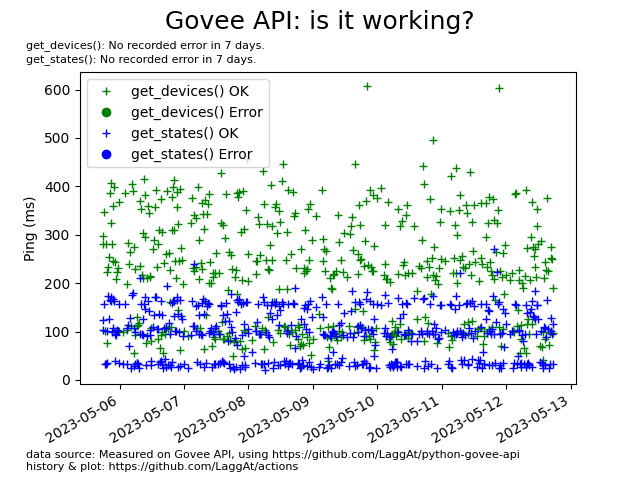 Govee API: is it working?
get_devices(): No recorded error in 7 days.
get_states(): No recorded error in 7 days.
get_devices() OK
get_devices() Error
get_states() OK
get_states() Error
Ping (ms)
600
500
400
300
200
100
0
2023-05-06
2023-05-07
2023-05-08
2023-05-09
2023-05-10
2023-05-11
2023-05-12
2023-05-13
data source: Measured on Govee API, using https://github.com/LaggAt/python-govee-api
history & plot: https://github.com/LaggAt/actions